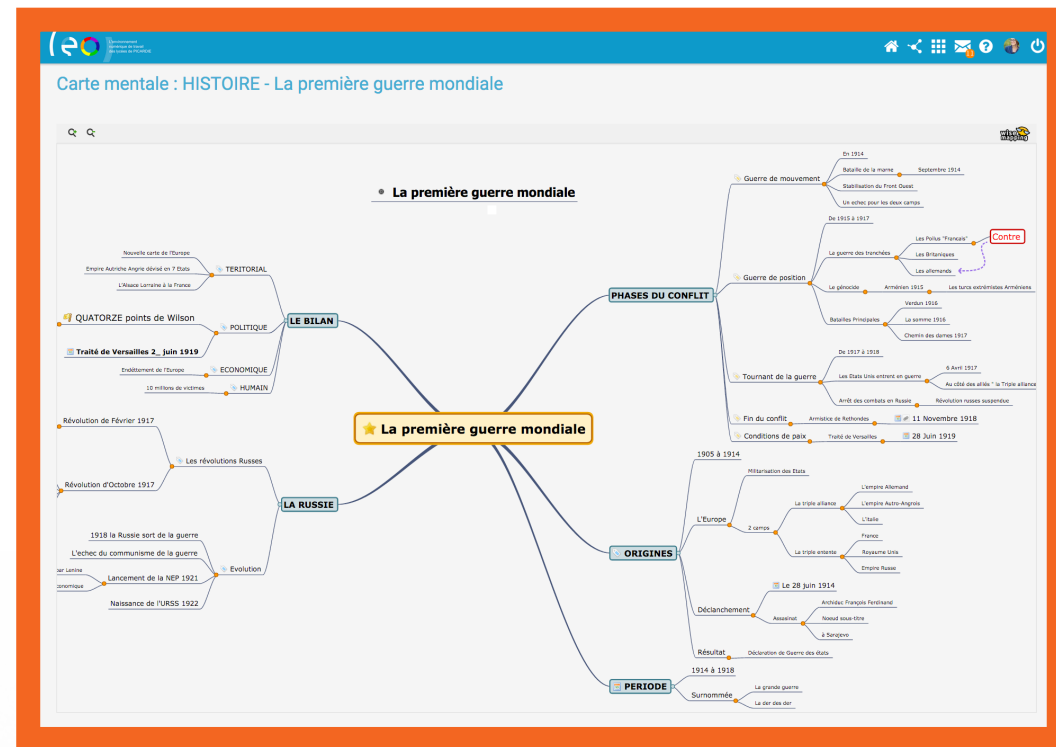 leo
Carte mentale : HISTOIRE - La première guerre mondiale
wise
mapping
La première guerre mondiale
La première guerre mondiale
PHASES DU CONFLIT
Guerre de mouvement
En 1914
Bataille de la marne
Septembre 1914
Stabilisation du Front Ouest
Un echec pour les deux camps
Guerre de position
De 1915 à 1917
La guerre des tranchées
Les Poilus "Francais"
Contre
Les Britaniques
Les allemands
Le génocide
Arménien 1915
Les turcs extrémistes Arméniens
Batailles Principales
Verdun 1916
La somme 1916
Chemin des dames 1917
Tournant de la guerre
De 1917 à 1918
Les Etats Unis entrent en guerre
6 Avril 1917
Au côté des alliés " la Triple alliance
Arrêt des combats en Russie
Révolution russes suspendue
Fin du conflit
Armistice de Rethondes
11 Novembre 1918
Conditions de paix
Traité de Versailles
28 Juin 1919
ORIGINES
1905 à 1914
L'Europe
Militarisation des Etats
2 camps
La triple alliance
L'empire Allemand
L'empire Autro-Angrois
L'italie
La triple entente
France
Royaume Unis
Empire Russe
Déclanchement
Le 28 juin 1914
Assasinat
Archiduc François Ferdinand
Noeud sous-titre
à Sarajevo
Résultat
Déclaration de Guerre des états
PERIODE
1914 à 1918
Surnommée
La grande guerre
La der des der
LE BILAN
TERITORIAL
Nouvelle carte de l'Europe
Empire Autriche Angrie dévisé en 7 Etats
L'Alsace Lorraine à la France
POLITIQUE
QUATORZE points de Wilson
Traité de Versailles 2_ juin 1919
ECONOMIQUE
Endéttement de l'Europe
HUMAIN
10 millions de victimes
LA RUSSIE
Les révolutions Russes
Révolution de Février 1917
Révolution d'Octobre 1917
Evolution
1918 la Russie sort de la guerre
L'echec du communisme de la guerre
Lancement de la NEP 1921
par Lenine
conomique
Naissance de l'URSS 1922